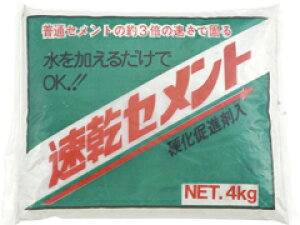 普通セメントの約3倍の速さで固る
水を加えるだけで
OK.!!
速乾セメント
硬化促進剤入
NET. 4kg